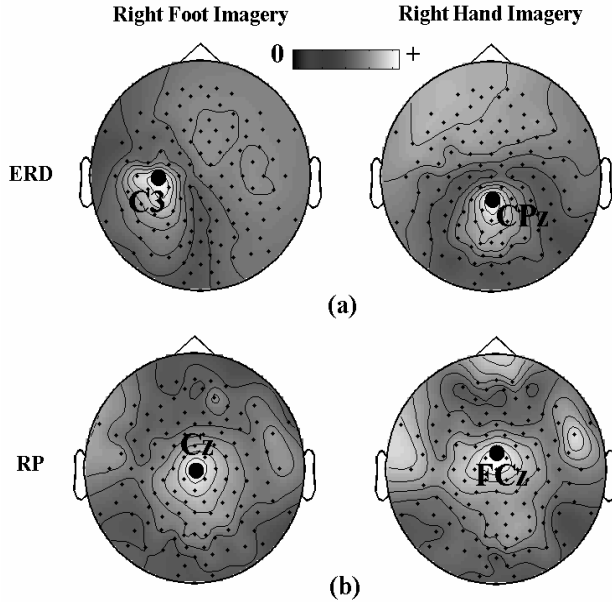 Right Foot Imagery
Right Hand Imagery
0 +
ERD
C3
CPz
(a)
RP
Cz
FCz
(b)